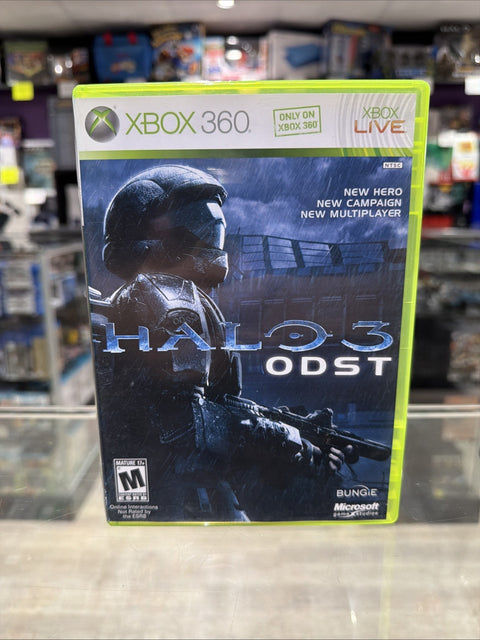 XBOX 360
ONLY ON
XBOX 360
XBOX
LIVE
NTSC
NEW HERO
NEW CAMPAIGN
NEW MULTIPLAYER
HALO 3
ODST
MATURE 17+
M
ESRB
Online Interactions
Not Rated by
the ESRB
BUNGiE
Microsoft
game studios